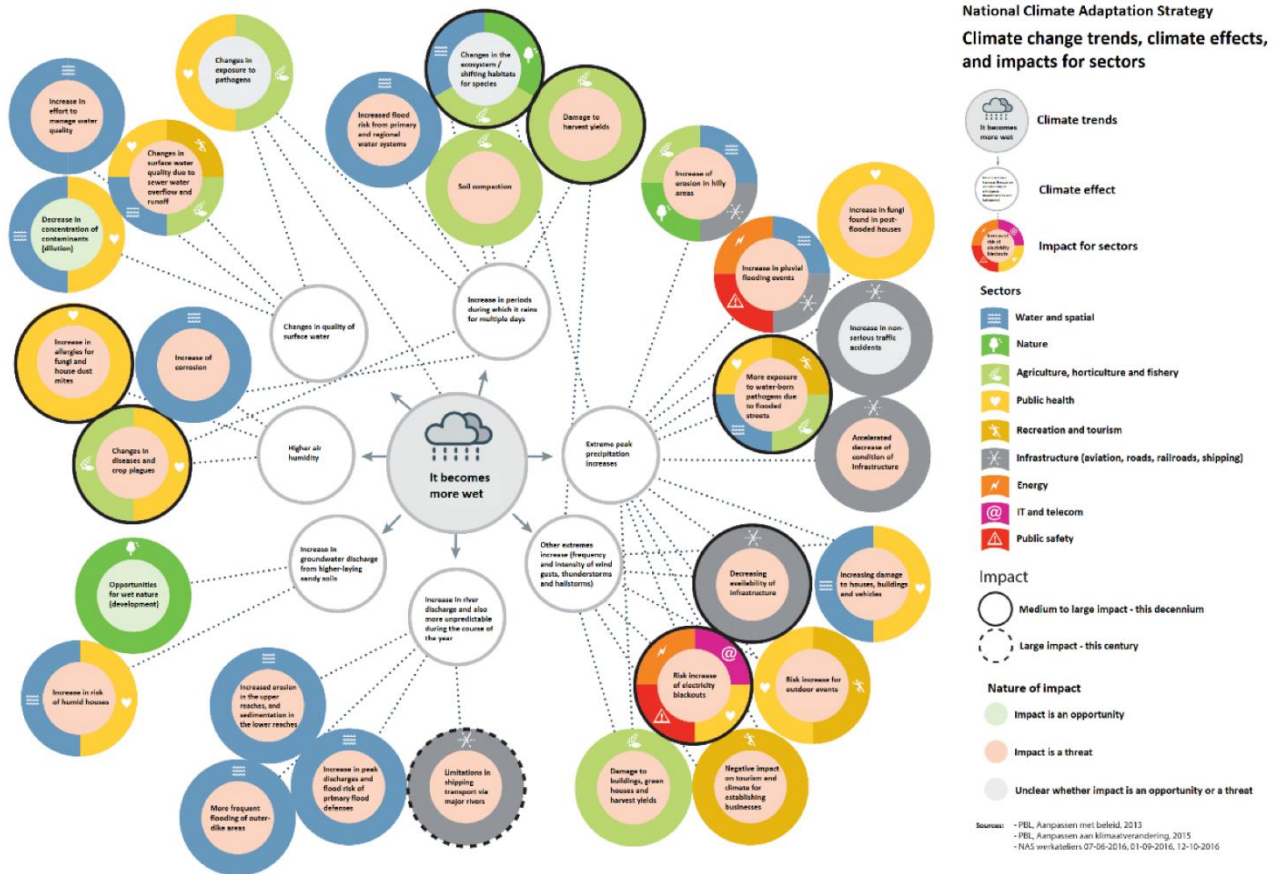 National Climate Adaptation Strategy
Climate change trends, climate effects,
and impacts for sectors
It becomes
more wet
Climate trends
Climate effect
Increase of
risk of
electricity
blackouts
Impact for sectors
Sectors
Water and spatial
Nature
Agriculture, horticulture and fishery
Public health
Recreation and tourism
Infrastructure (aviation, roads, railroads, shipping)
Energy
IT and telecom
Public safety
Impact
Medium to large impact - this decennium
Large impact - this century
Nature of impact
Impact is an opportunity
Impact is a threat
Unclear whether impact is an opportunity or a threat
Sources: - PBL, Aanpassen met beleid, 2013
- PBL, Aanpassen aan klimaatverandering, 2015
- NAS werkateliers 07-06-2016, 01-09-2016, 12-10-2016
Changes in
exposure to
pathogens
Increase in
effort to
manage water
quality
Changes in
surface water
quality due to
sewer water
overflow and
runoff
Decrease in
concentration of
contaminants
(dilution)
Increased flood
risk from primary
and regional
water systems
Changes in the
ecosystem /
shifting habitats
for species
Damage to
harvest yields
Soil compaction
Increase of
erosion in hilly
areas
Increase in fungi
found in post-
flooded houses
Increase in pluvial
flooding events
Increase in non-
serious traffic
accidents
More exposure
to water-born
pathogens due
to flooded
streets
Accelerated
decrease of
condition of
Infrastructure
Increase in
allergies for
fungi and
house dust
mites
Increase of
corrosion
Changes in
diseases and
crop plagues
Changes in quality of
surface water
Increase in periods
during which it rains
for multiple days
Higher air
humidity
It becomes
more wet
Extreme peak
precipitation
increases
Increase in
groundwater discharge
from higher-laying
sandy soils
Increase in river
discharge and also
more unpredictable
during the course of
the year
Other extremes
increase (frequency
and intensity of wind
gusts, thunderstorms
and hailstorms)
Opportunities
for wet nature
(development)
Increase in risk
of humid houses
Increased erosion
in the upper
reaches, and
sedimentation in
the lower reaches
More frequent
flooding of outer-
dike areas
Increase in peak
discharges and
flood risk of
primary flood
defenses
Limitations in
shipping
transport via
major rivers
Decreasing
availability of
Infrastructure
Increasing damage
to houses, buildings
and vehicles
Risk increase
of electricity
blackouts
Risk increase for
outdoor events
Damage to
buildings, green
houses and
harvest yields
Negative impact
on tourism and
climate for
establishing
businesses